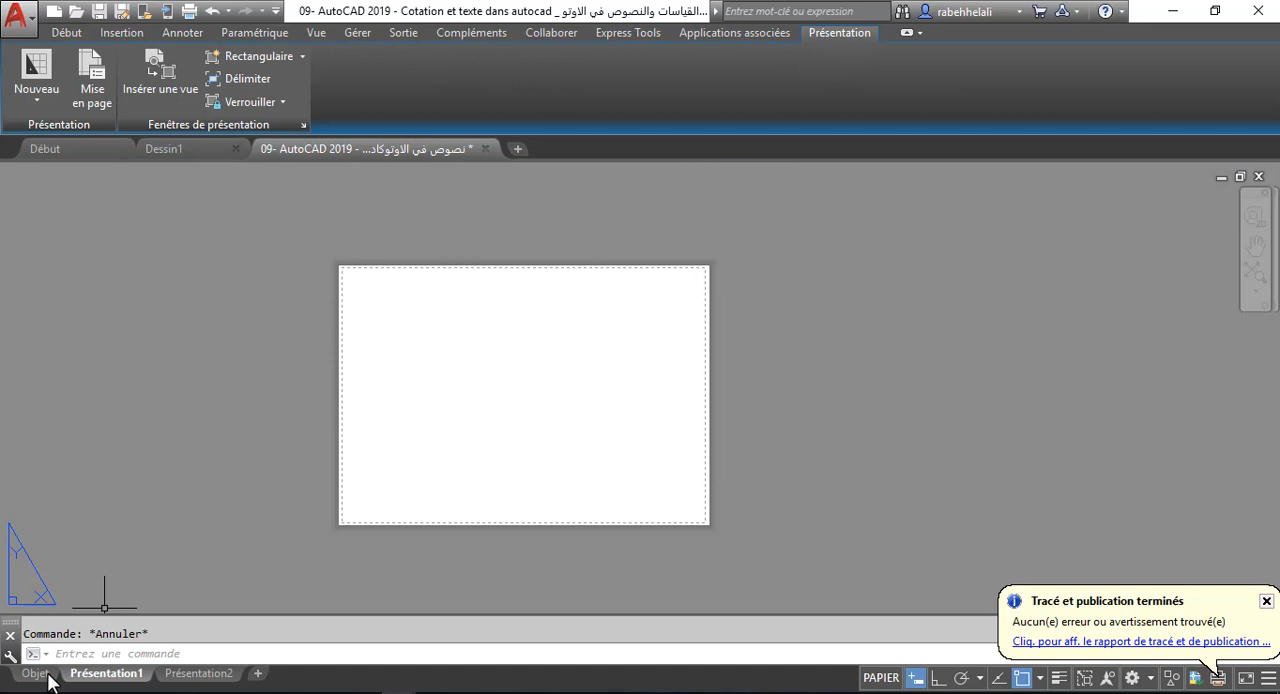 09- AutoCAD 2019 - Cotation et texte dans autocad _ القياسات والنصوص في الاوتو...
Entrez mot-clé ou expression
rabehhelali
Début Insertion Annoter Paramétrique Vue Gérer Sortie Compléments Collaborer Express Tools Applications associées Présentation
Nouveau
Mise en page
Insérer une vue
Rectangulaire
Délimiter
Verrouiller
Présentation
Fenêtres de présentation
Début
Dessin1
09- AutoCAD 2019 - ...نصوص في الاوتوكاد *
Y
X
Tracé et publication terminés
Aucun(e) erreur ou avertissement trouvé(e)
Cliq. pour aff. le rapport de tracé et de publication ...
Commande: *Annuler*
Entrez une commande
Objet Présentation1 Présentation2 +
PAPIER